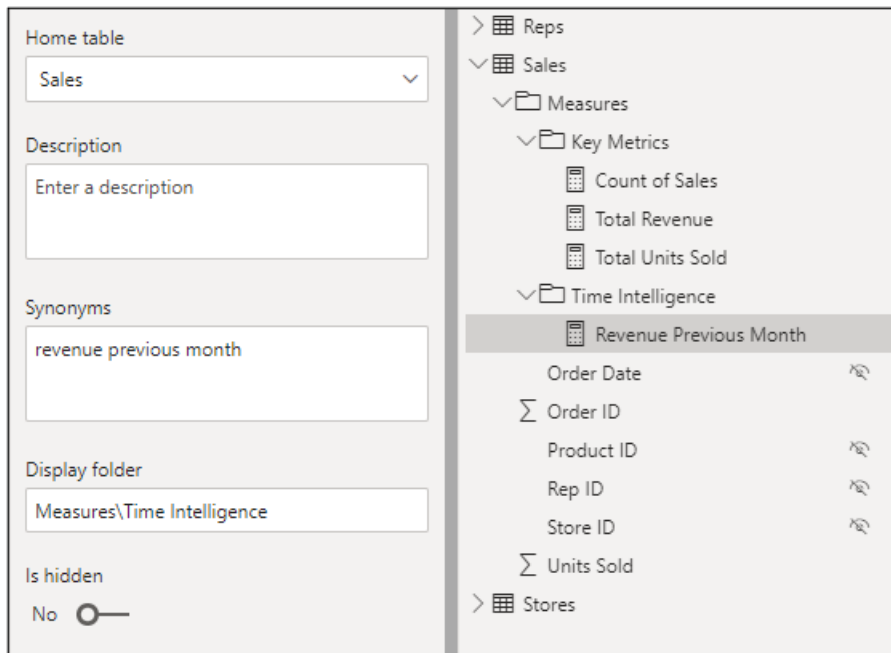 Home table
Sales
Description
Enter a description
Synonyms
revenue previous month
Display folder
Measures\Time Intelligence
Is hidden
No
Reps
Sales
Measures
Key Metrics
Count of Sales
Total Revenue
Total Units Sold
Time Intelligence
Revenue Previous Month
Order Date
Order ID
Product ID
Rep ID
Store ID
Units Sold
Stores